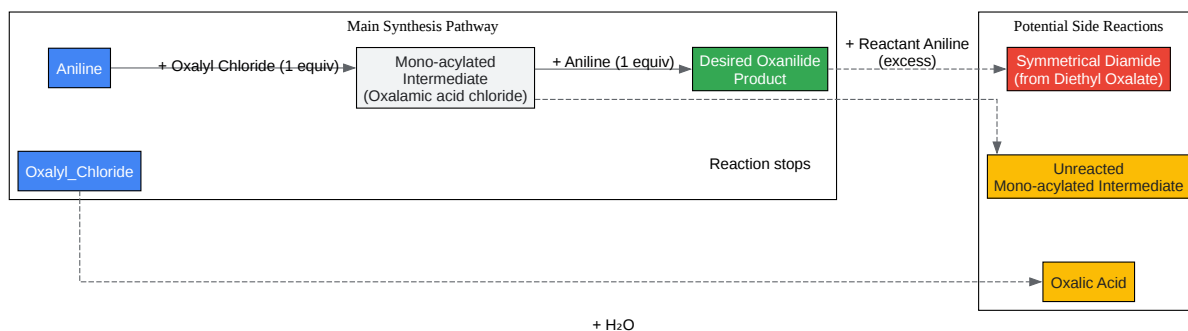 Main Synthesis Pathway
Potential Side Reactions
Aniline
+ Oxalyl Chloride (1 equiv)
Mono-acylated
Intermediate
(Oxalamic acid chloride)
+ Aniline (1 equiv)
Desired Oxanilide
Product
+ Reactant Aniline
(excess)
Symmetrical Diamide
(from Diethyl Oxalate)
Oxalyl_Chloride
Reaction stops
Unreacted
Mono-acylated Intermediate
Oxalic Acid
+ H₂O